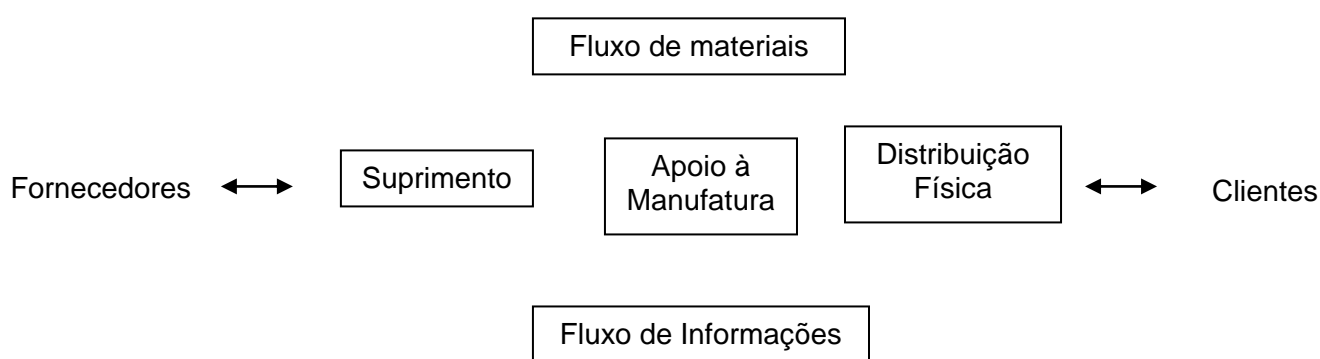 Fluxo de materiais
Fornecedores
Suprimento
Apoio à
Manufatura
Distribuição
Física
Clientes
Fluxo de Informações